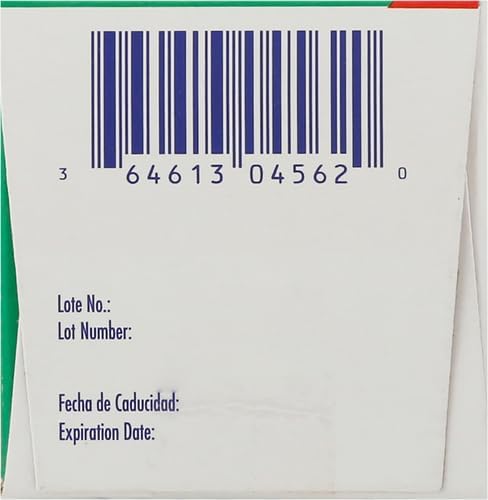 3 64613 04562 0
Lote No.:
Lot Number:
Fecha de Caducidad:
Expiration Date: